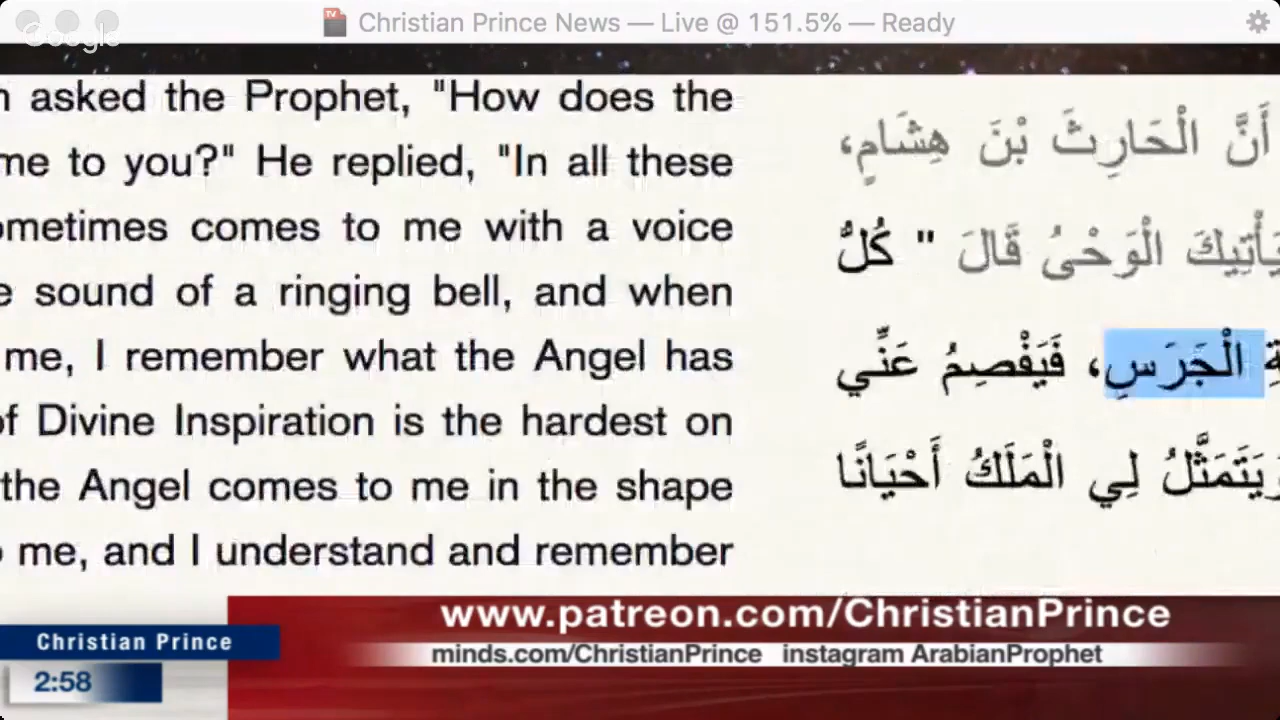 Christian Prince News — Live @ 151.5% — Ready
Google
asked the Prophet, "How does the
me to you?" He replied, "In all these
ometimes comes to me with a voice
sound of a ringing bell, and when
me, I remember what the Angel has
of Divine Inspiration is the hardest on
the Angel comes to me in the shape
me, and I understand and remember
أَنَّ الْحَارِثَ بْنَ هِشَامٍ،
يَأْتِيكَ الْوَحْىُ قَالَ " كُلُّ
الْجَرَسِ، فَيَفْصِمُ عَنِّي
وَيَتَمَثَّلُ لِي الْمَلَكُ أَحْيَانًا
www.patreon.com/ChristianPrince
Christian Prince
minds.com/ChristianPrince instagram ArabianProphet
2:58